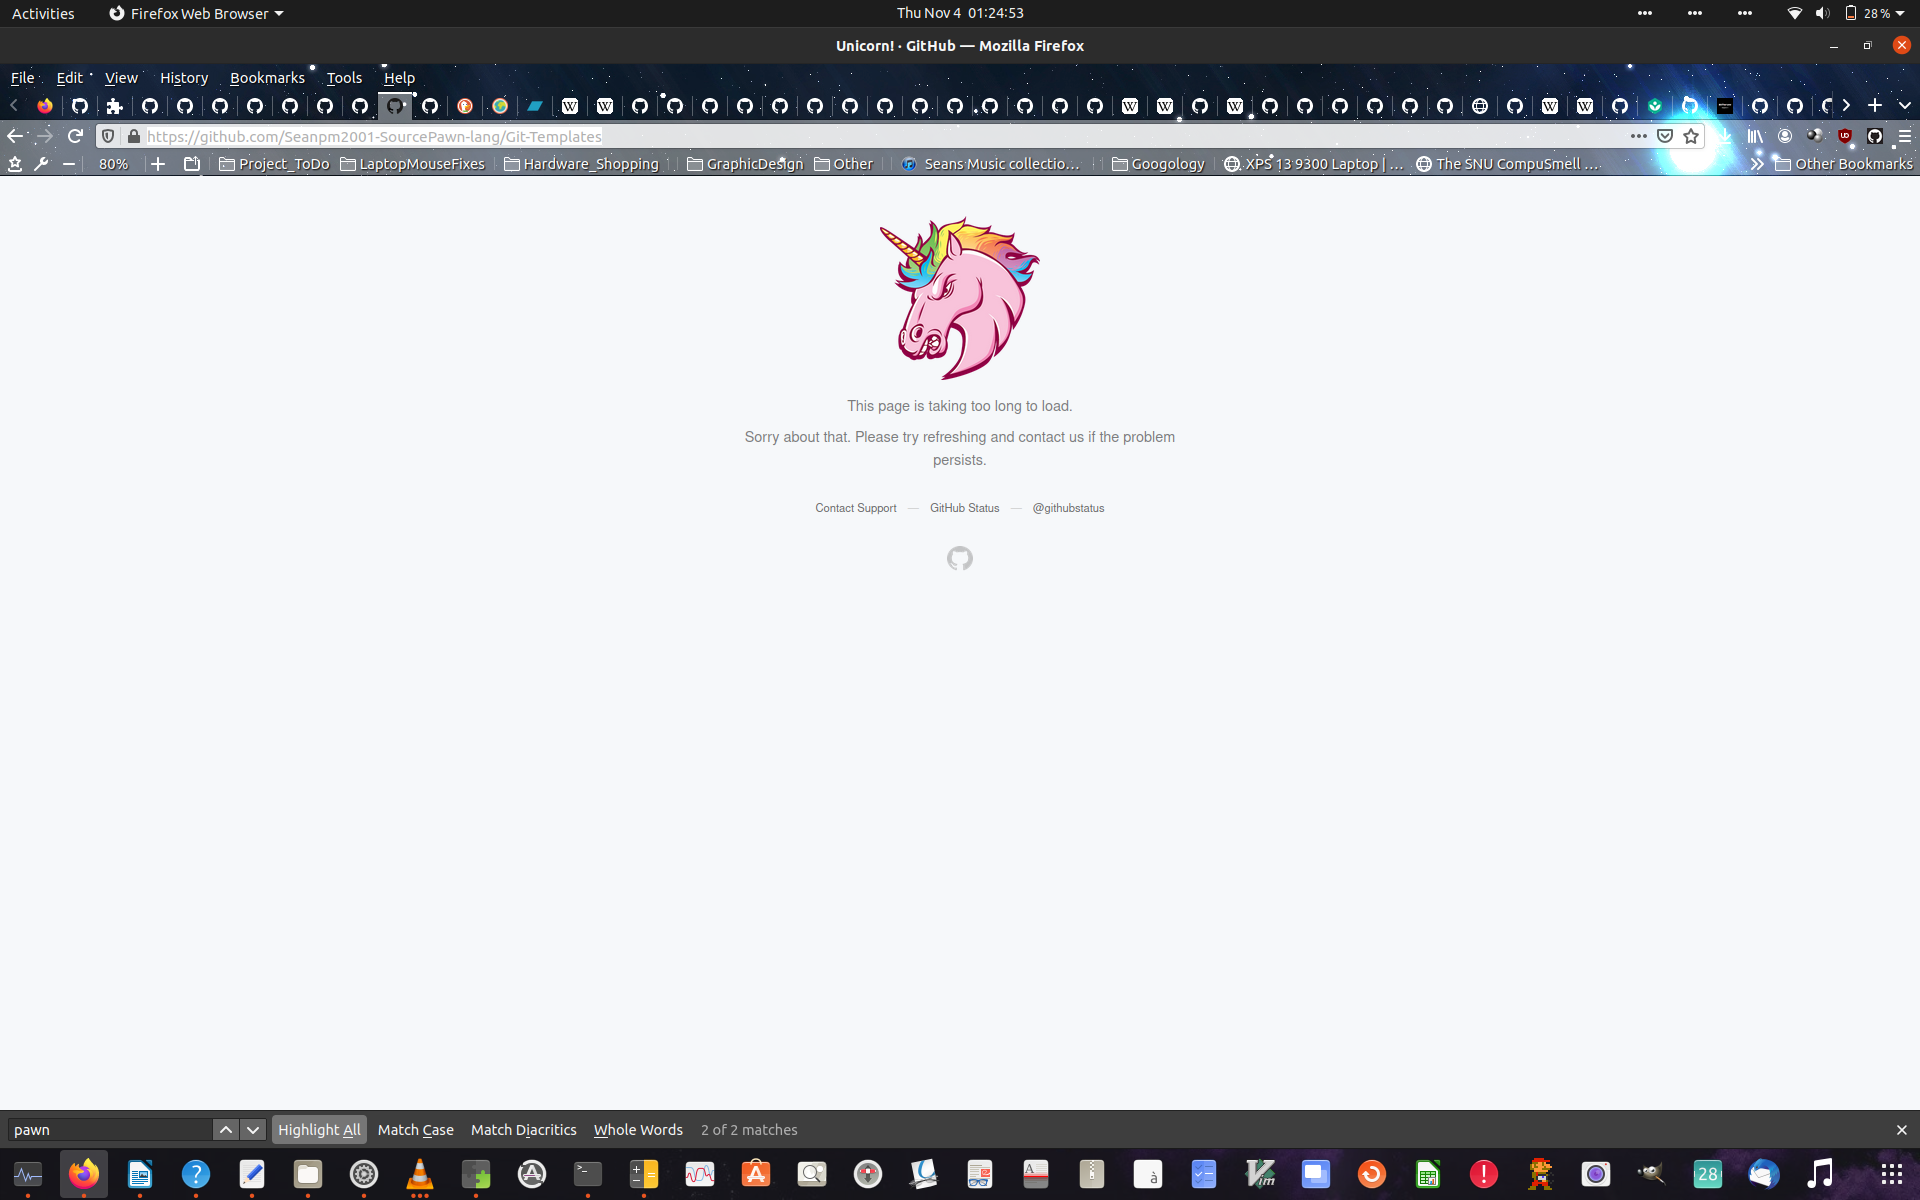 Activities Firefox Web Browser Thu Nov 4 01:24:53 28 %
Unicorn! · GitHub — Mozilla Firefox
File Edit View History Bookmarks Tools Help
https://github.com/Seanpm2001-SourcePawn-lang/Git-Templates
80% Project_ToDo LaptopMouseFixes Hardware_Shopping GraphicDesign Other Seans Music collectio… Googology XPS 13 9300 Laptop | … The SNU CompuSmell … Other Bookmarks
This page is taking too long to load.
Sorry about that. Please try refreshing and contact us if the problem
persists.
Contact Support — GitHub Status — @githubstatus
pawn Highlight All Match Case Match Diacritics Whole Words 2 of 2 matches
28